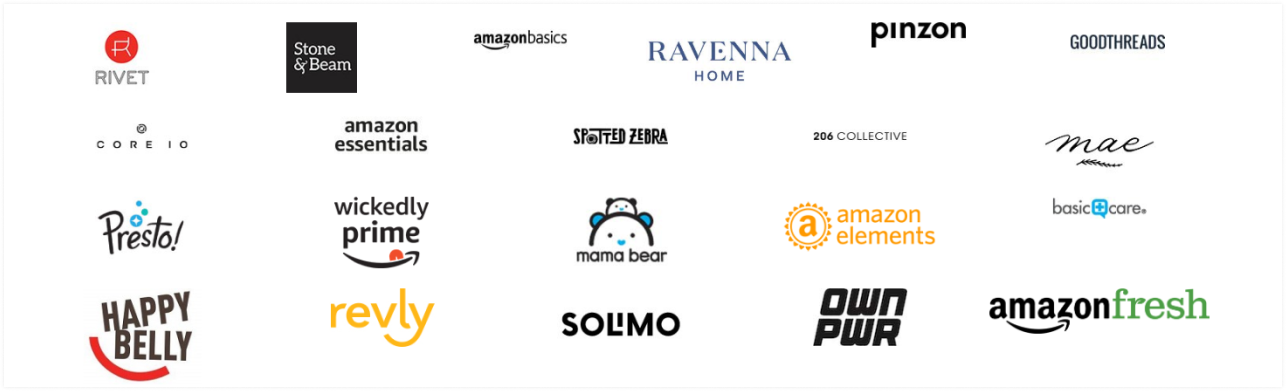 RIVET
Stone
& Beam
amazonbasics
RAVENNA
HOME
pinzon
GOODTHREADS
CORE 10
amazon
essentials
SPOTTED ZEBRA
206 COLLECTIVE
mae
Presto!
wickedly
prime
mama bear
a
amazon
elements
basic care®
HAPPY
BELLY
revly
SOLIMO
OWN
PWR
amazonfresh